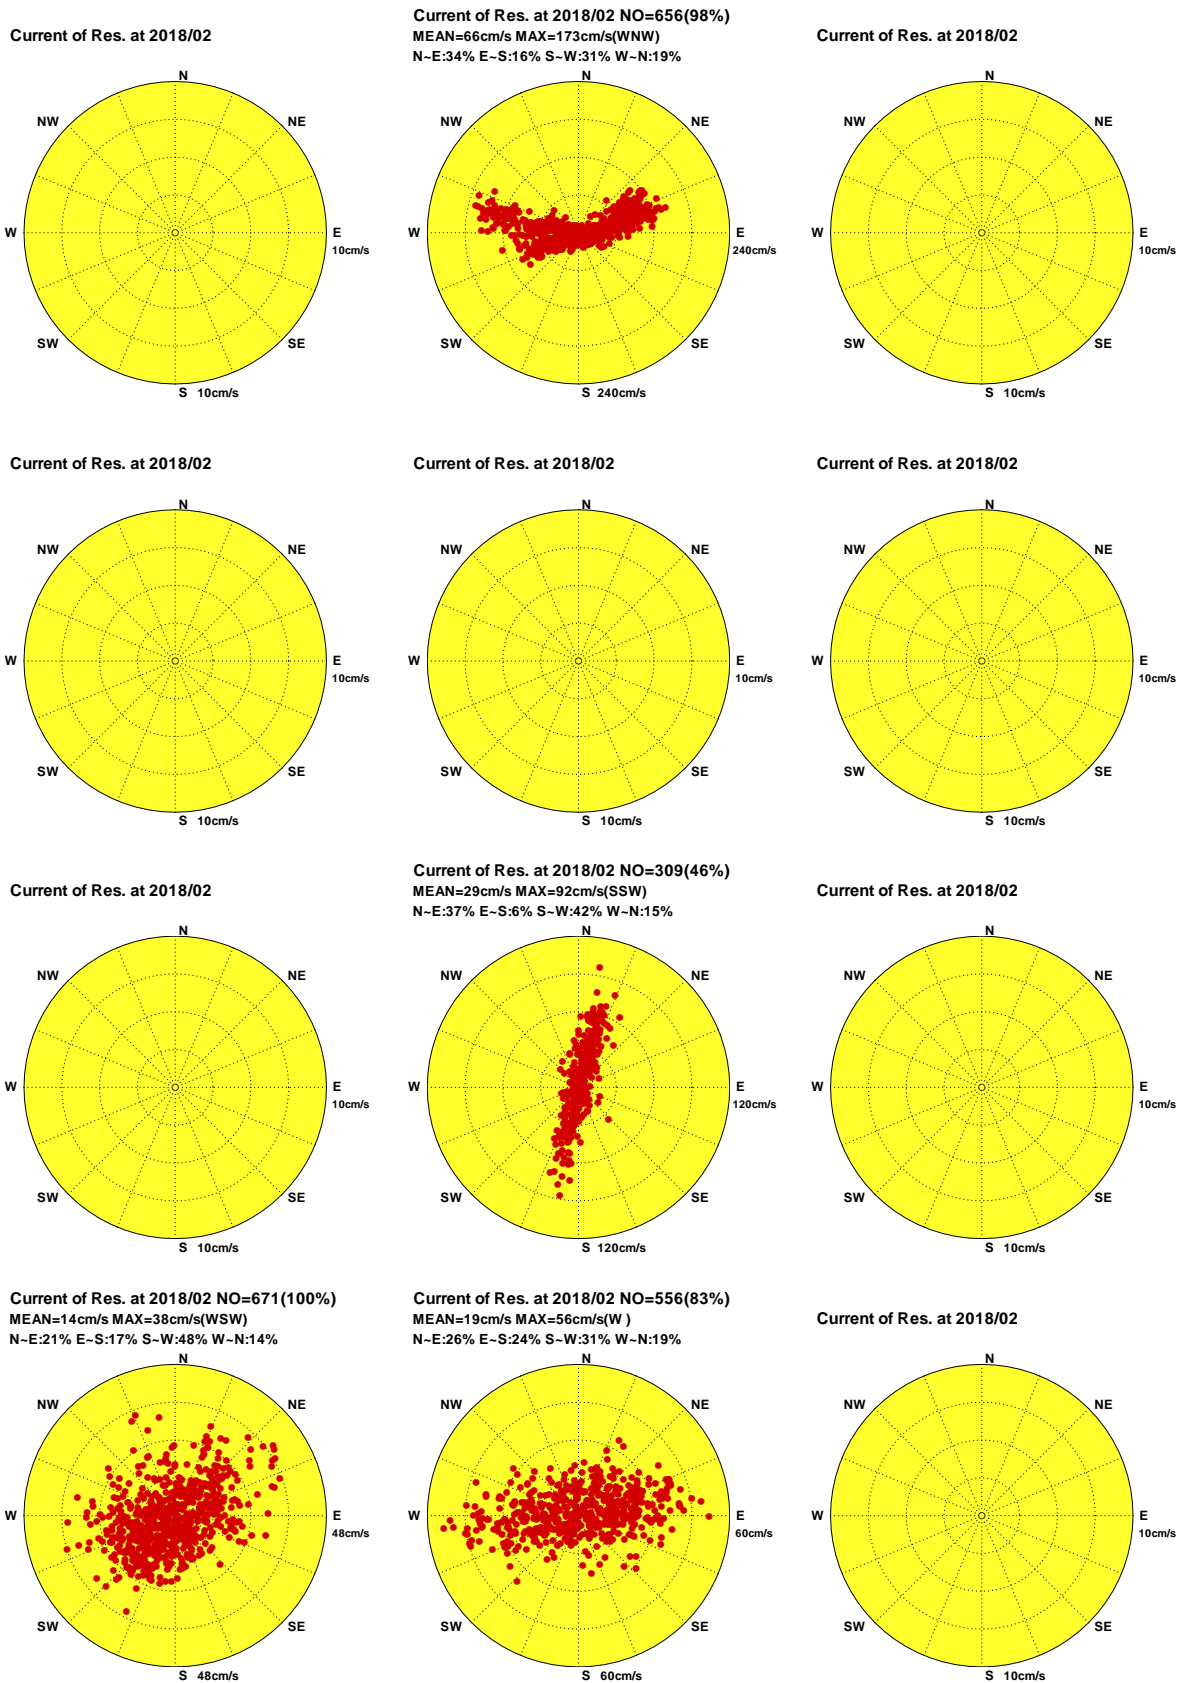 Current of Res. at 2018/02
N
NW
NE
W
E
10cm/s
SW
SE
S 10cm/s
Current of Res. at 2018/02 NO=656(98%)
MEAN=66cm/s MAX=173cm/s(WNW)
N~E:34% E~S:16% S~W:31% W~N:19%
N
NW
NE
W
E
240cm/s
SW
SE
S 240cm/s
Current of Res. at 2018/02
N
NW
NE
W
E
10cm/s
SW
SE
S 10cm/s
Current of Res. at 2018/02
N
NW
NE
W
E
10cm/s
SW
SE
S 10cm/s
Current of Res. at 2018/02
N
NW
NE
W
E
10cm/s
SW
SE
S 10cm/s
Current of Res. at 2018/02
N
NW
NE
W
E
10cm/s
SW
SE
S 10cm/s
Current of Res. at 2018/02
N
NW
NE
W
E
10cm/s
SW
SE
S 10cm/s
Current of Res. at 2018/02 NO=309(46%)
MEAN=29cm/s MAX=92cm/s(SSW)
N~E:37% E~S:6% S~W:42% W~N:15%
N
NW
NE
W
E
120cm/s
SW
SE
S 120cm/s
Current of Res. at 2018/02
N
NW
NE
W
E
10cm/s
SW
SE
S 10cm/s
Current of Res. at 2018/02 NO=671(100%)
MEAN=14cm/s MAX=38cm/s(WSW)
N~E:21% E~S:17% S~W:48% W~N:14%
N
NW
NE
W
E
48cm/s
SW
SE
S 48cm/s
Current of Res. at 2018/02 NO=556(83%)
MEAN=19cm/s MAX=56cm/s(W )
N~E:26% E~S:24% S~W:31% W~N:19%
N
NW
NE
W
E
60cm/s
SW
SE
S 60cm/s
Current of Res. at 2018/02
N
NW
NE
W
E
10cm/s
SW
SE
S 10cm/s